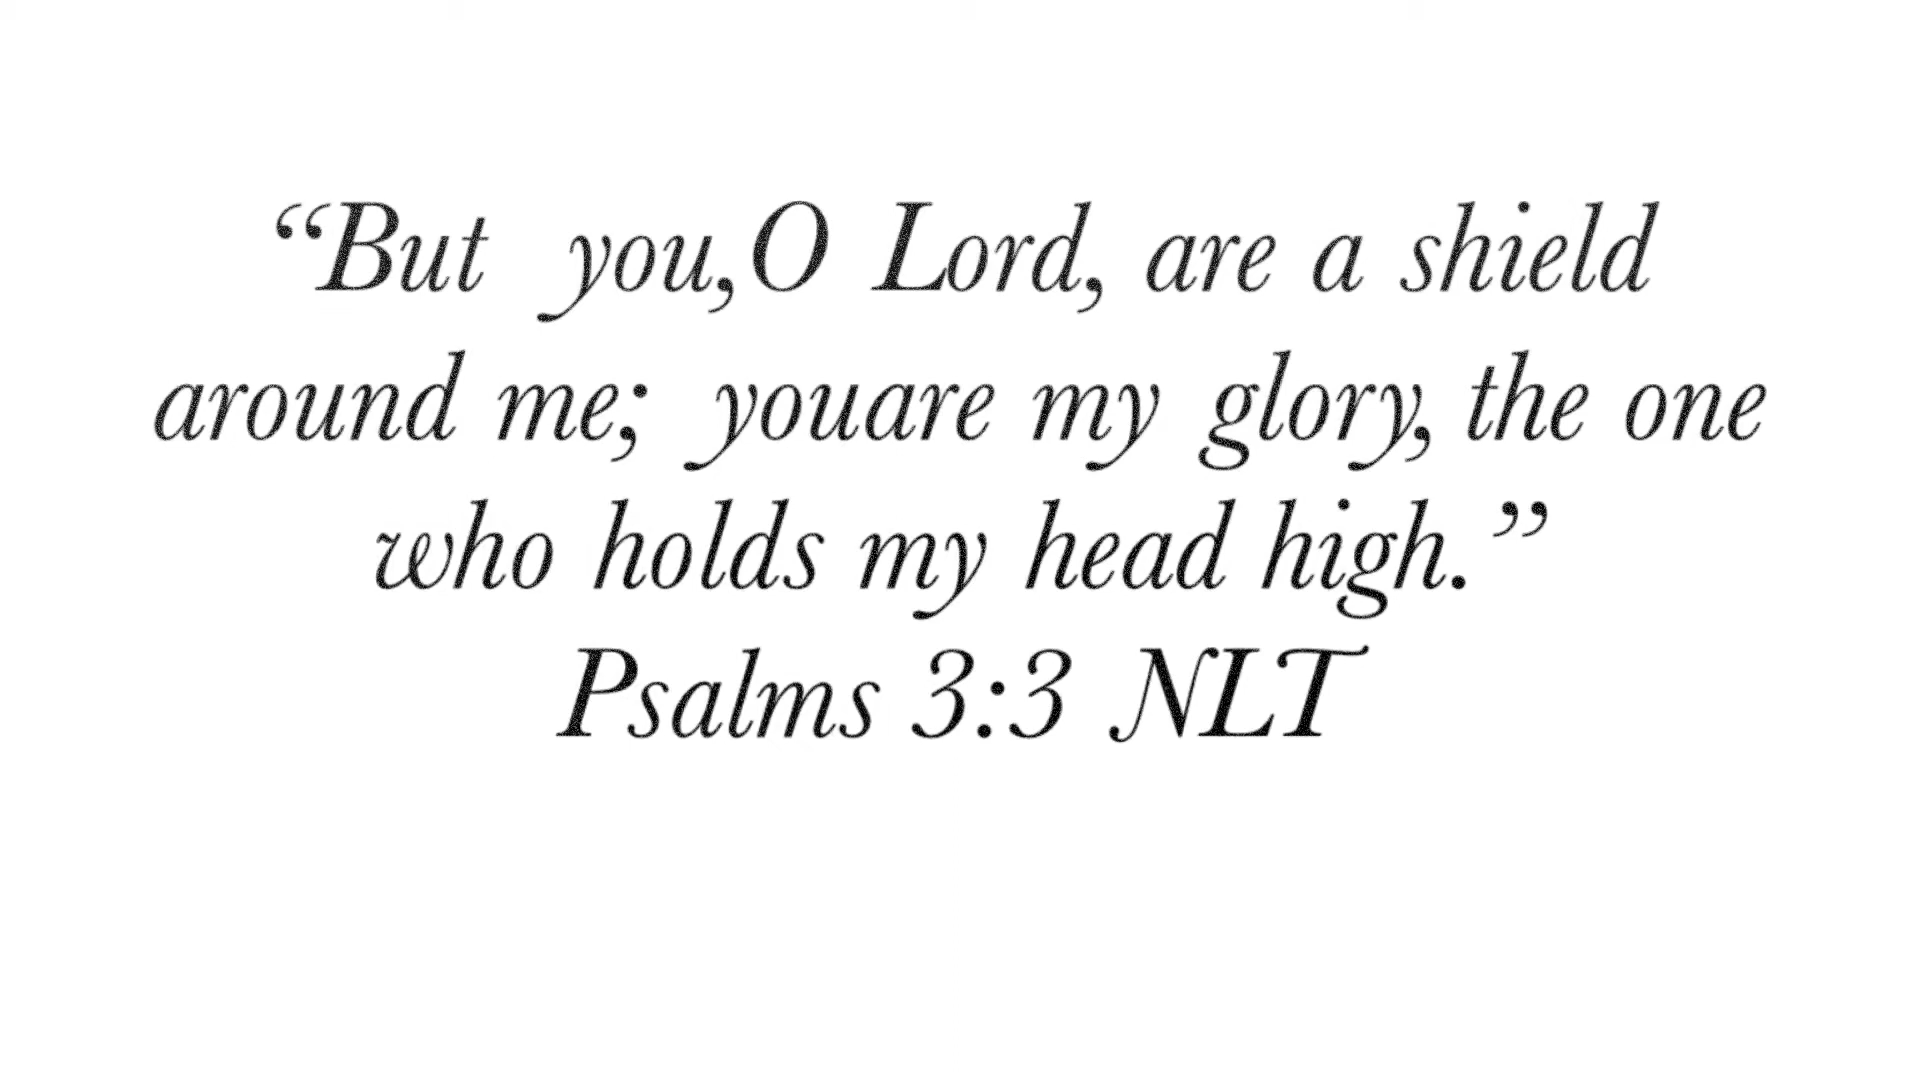 “But you,O Lord, are a shield
around me; youare my glory, the one
who holds my head high.”
Psalms 3:3 NLT